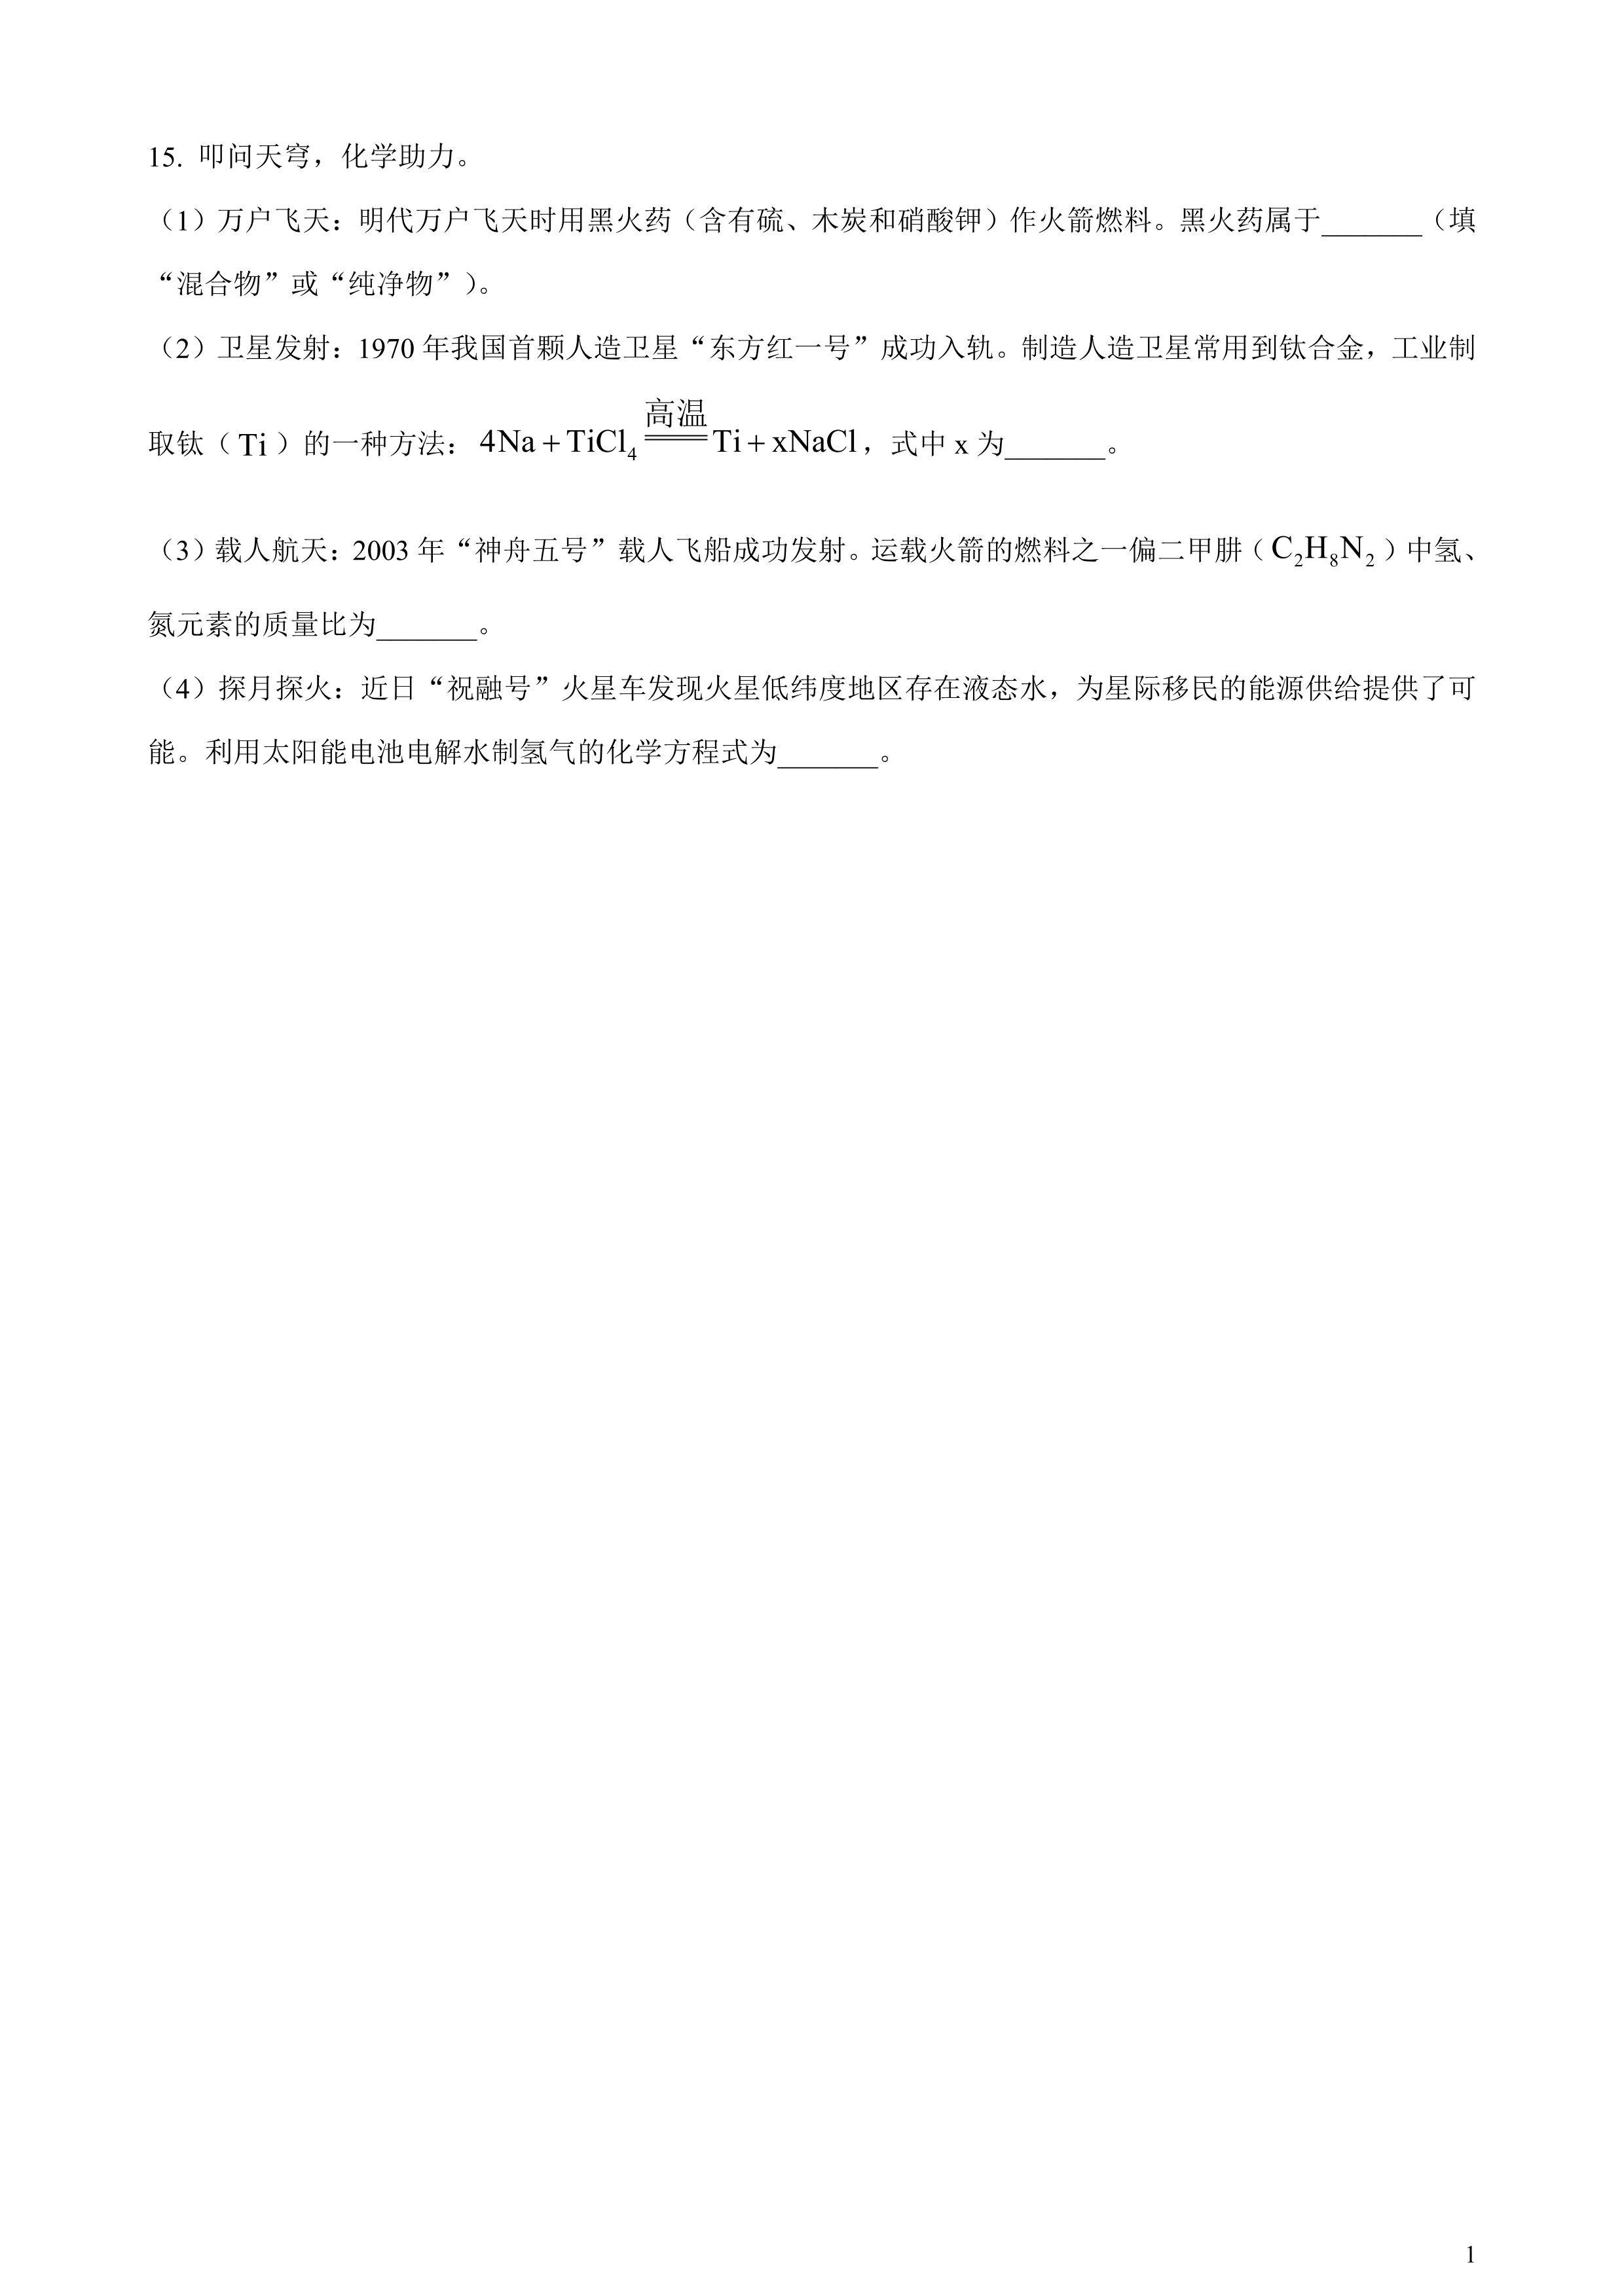 15. 叩问天穹，化学助力。
（1）万户飞天：明代万户飞天时用黑火药（含有硫、木炭和硝酸钾）作火箭燃料。黑火药属于_______（填
“混合物”或“纯净物”）。
（2）卫星发射：1970 年我国首颗人造卫星“东方红一号”成功入轨。制造人造卫星常用到钛合金，工业制
取钛（Ti）的一种方法：4Na + TiCl₄ 高温══ Ti + xNaCl，式中 x 为_______。
（3）载人航天：2003 年“神舟五号”载人飞船成功发射。运载火箭的燃料之一偏二甲肼（C₂H₈N₂）中氢、
氮元素的质量比为_______。
（4）探月探火：近日“祝融号”火星车发现火星低纬度地区存在液态水，为星际移民的能源供给提供了可
能。利用太阳能电池电解水制氢气的化学方程式为_______。
1